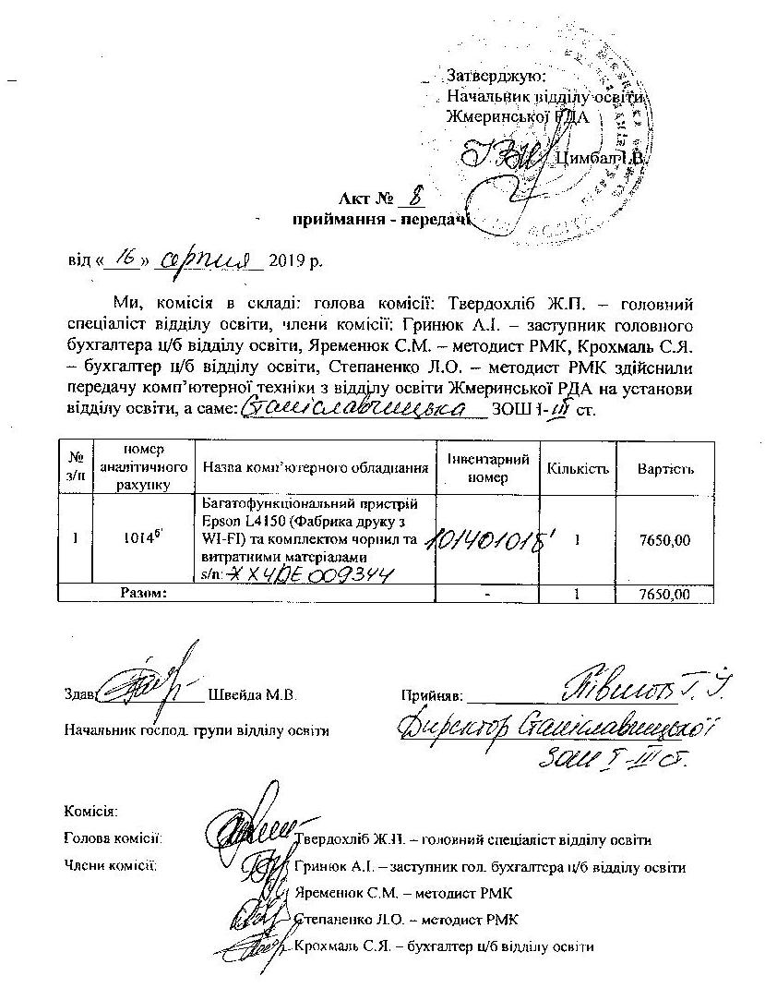 Затверджую:
Начальник відділу освіти
Жмеринської РДА
Цимбал І.В.
Акт № 8
приймання - передачі
від « 16 » серпня 2019 р.
Ми, комісія в складі: голова комісії: Твердохліб Ж.П. – головний
спеціаліст відділу освіти, члени комісії: Гринюк А.І. – заступник головного
бухгалтера ц/б відділу освіти, Яременюк С.М. – методист РМК, Крохмаль С.Я.
– бухгалтер ц/б відділу освіти, Степаненко Л.О. – методист РМК здійснили
передачу комп’ютерної техніки з відділу освіти Жмеринської РДА на установи
відділу освіти, а саме: Станіславчицька ЗОШ І-ІІІ ст.
№ з/п номер аналітичного рахунку Назва комп’ютерного обладнання Інвентарний номер Кількість Вартість
Багатофункціональний пристрій
Epson L4150 (Фабрика друку з
1 1014 WI-FI) та комплектом чорнил та 1 7650,00
витратними матеріалами
s/n: X X4DE009344
Разом: - 1 7650,00
Здав Швейда М.В. Прийняв: Т. І.
Начальник господ. групи відділу освіти Директор Станіславчицької
ЗОШ І-ІІІ ст.
Комісія:
Голова комісії: Твердохліб Ж.П. – головний спеціаліст відділу освіти
Члени комісії: Гринюк А.І. – заступник гол. бухгалтера ц/б відділу освіти
Яременюк С.М. – методист РМК
Степаненко Л.О. – методист РМК
Крохмаль С.Я. – бухгалтер ц/б відділу освіти